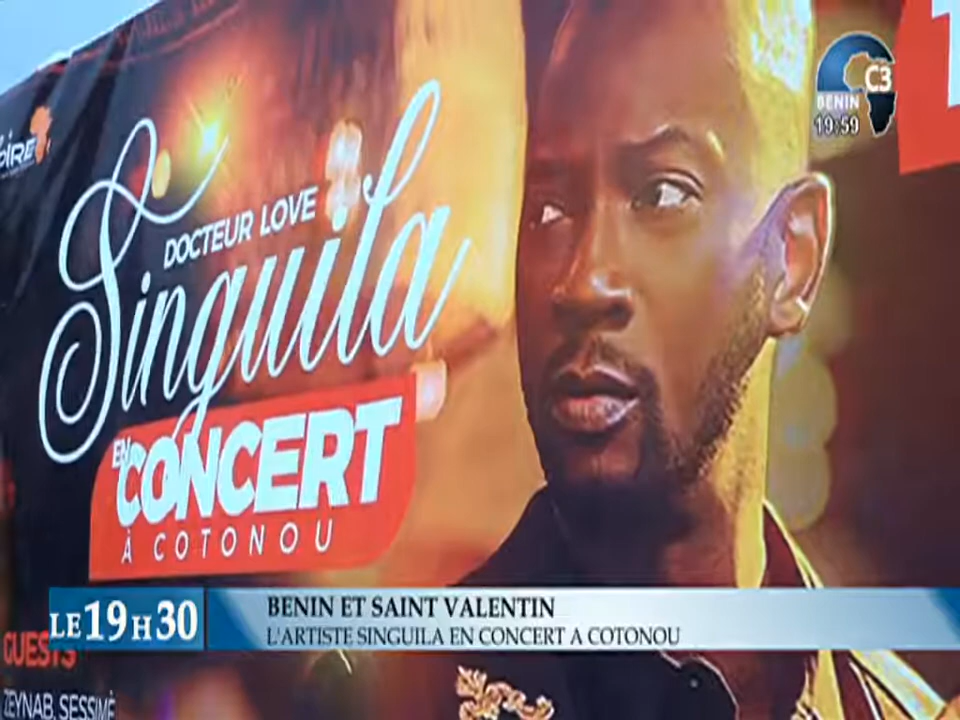 C3
BENIN
19:59
DOCTEUR LOVE
Singuila
EN
CONCERT
À COTONOU
LE 19H30
BENIN ET SAINT VALENTIN
L'ARTISTE SINGUILA EN CONCERT A COTONOU
GUESTS
ZEYNAB, SESSIMÈ